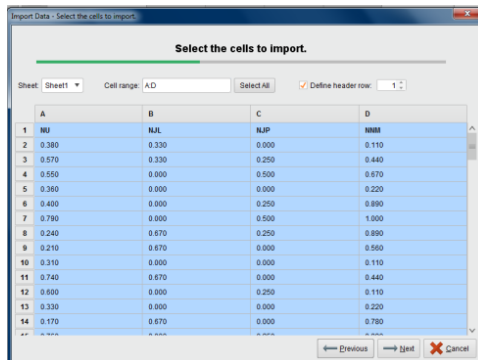 Import Data - Select the cells to import.
Select the cells to import.
Sheet: Sheet1 Cell range: A:D Select All Define header row: 1
A B C D
1 NU NJL NJP NNM
2 0.380 0.330 0.000 0.110
3 0.570 0.330 0.250 0.440
4 0.550 0.000 0.500 0.670
5 0.360 0.000 0.000 0.220
6 0.400 0.000 0.250 0.890
7 0.790 0.000 0.500 1.000
8 0.240 0.670 0.250 0.890
9 0.210 0.670 0.000 0.560
10 0.310 0.000 0.000 0.110
11 0.740 0.670 0.000 0.440
12 0.600 0.000 0.250 0.110
13 0.330 0.000 0.000 0.220
14 0.170 0.670 0.000 0.780
Previous Next Cancel